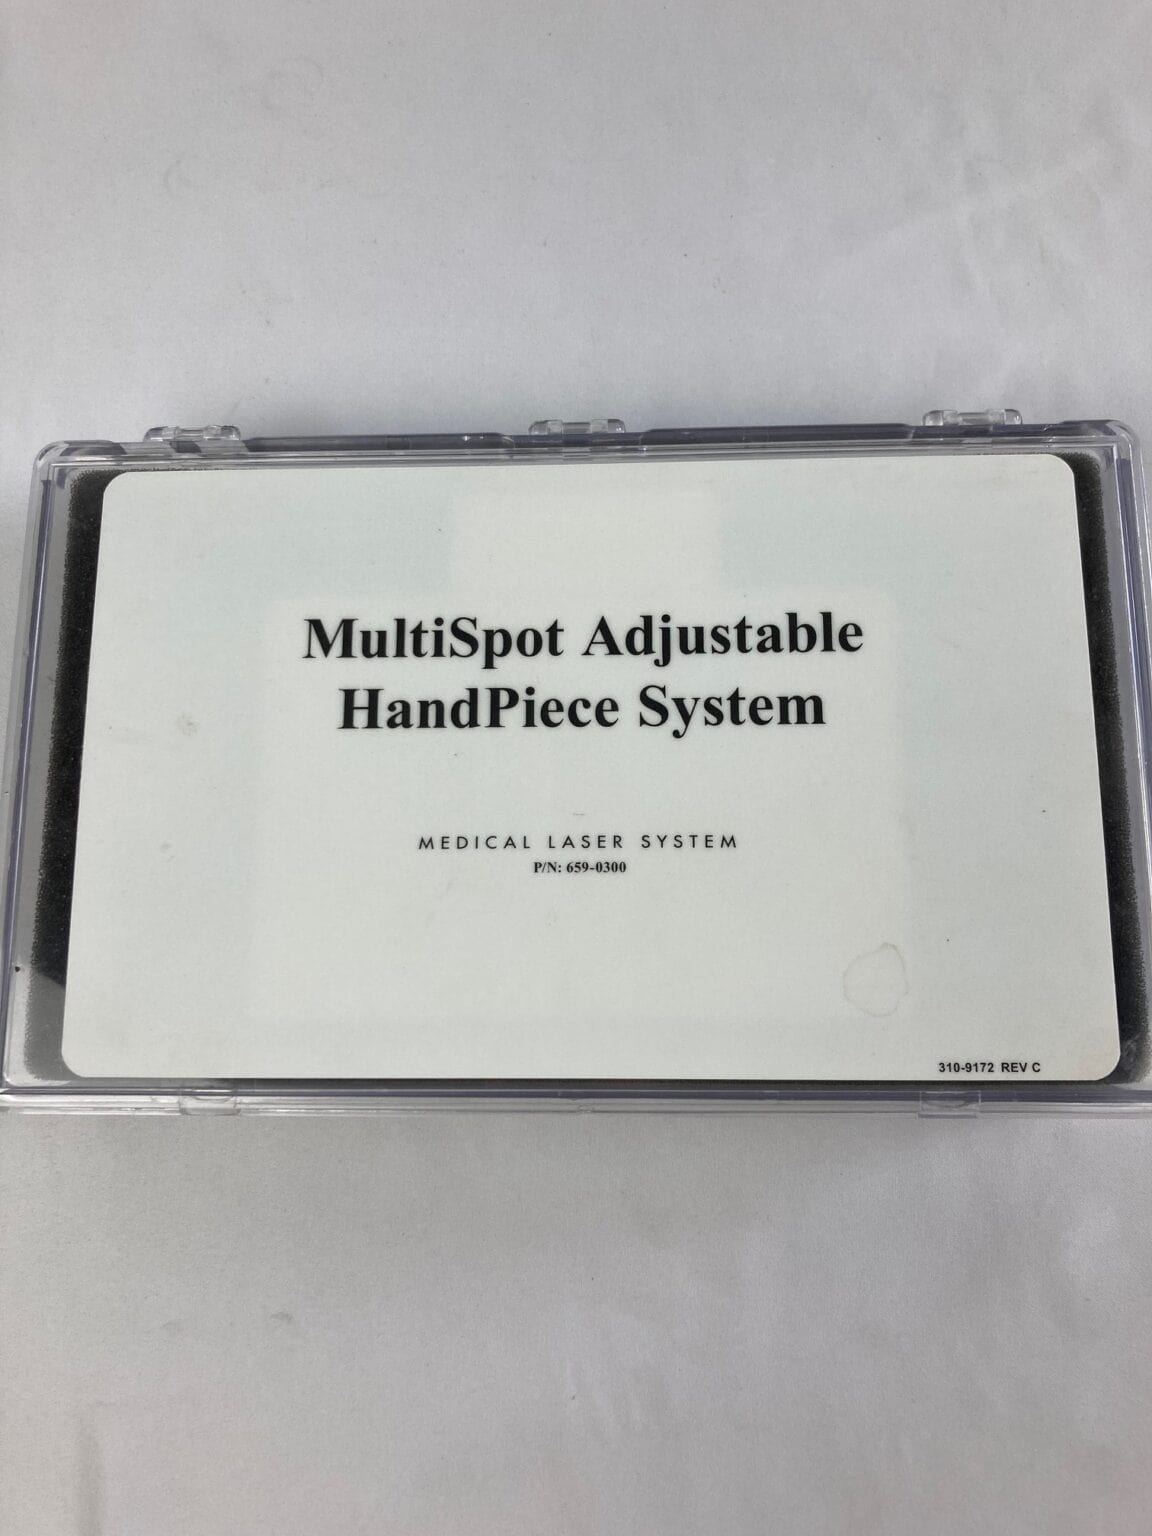 MultiSpot Adjustable
HandPiece System
MEDICAL LASER SYSTEM
P/N: 659-0300
310-9172 REV C